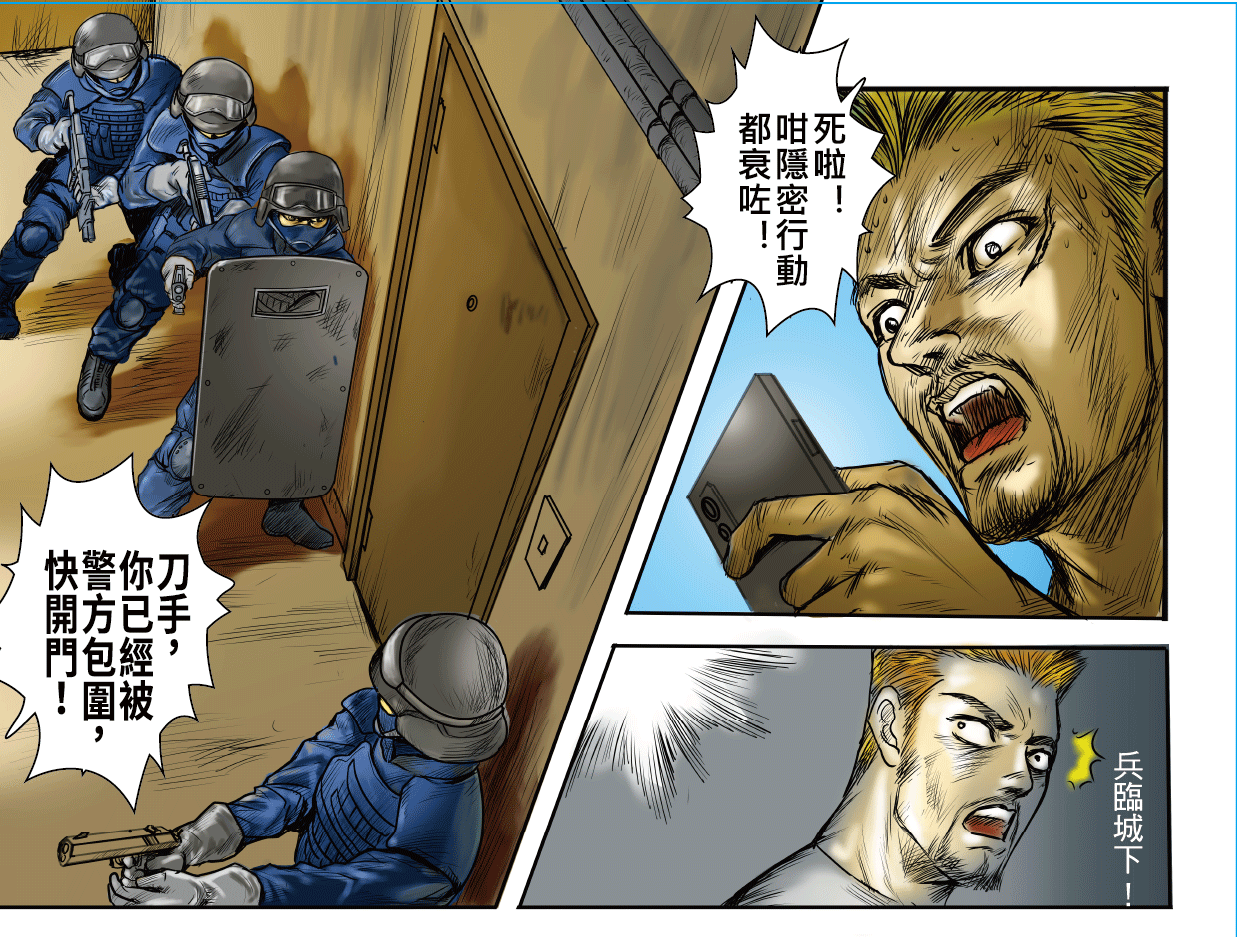 死啦！
咁隱密行動
都衰咗！
兵臨城下！
刀手，
你已經被
警方包圍，
快開門！